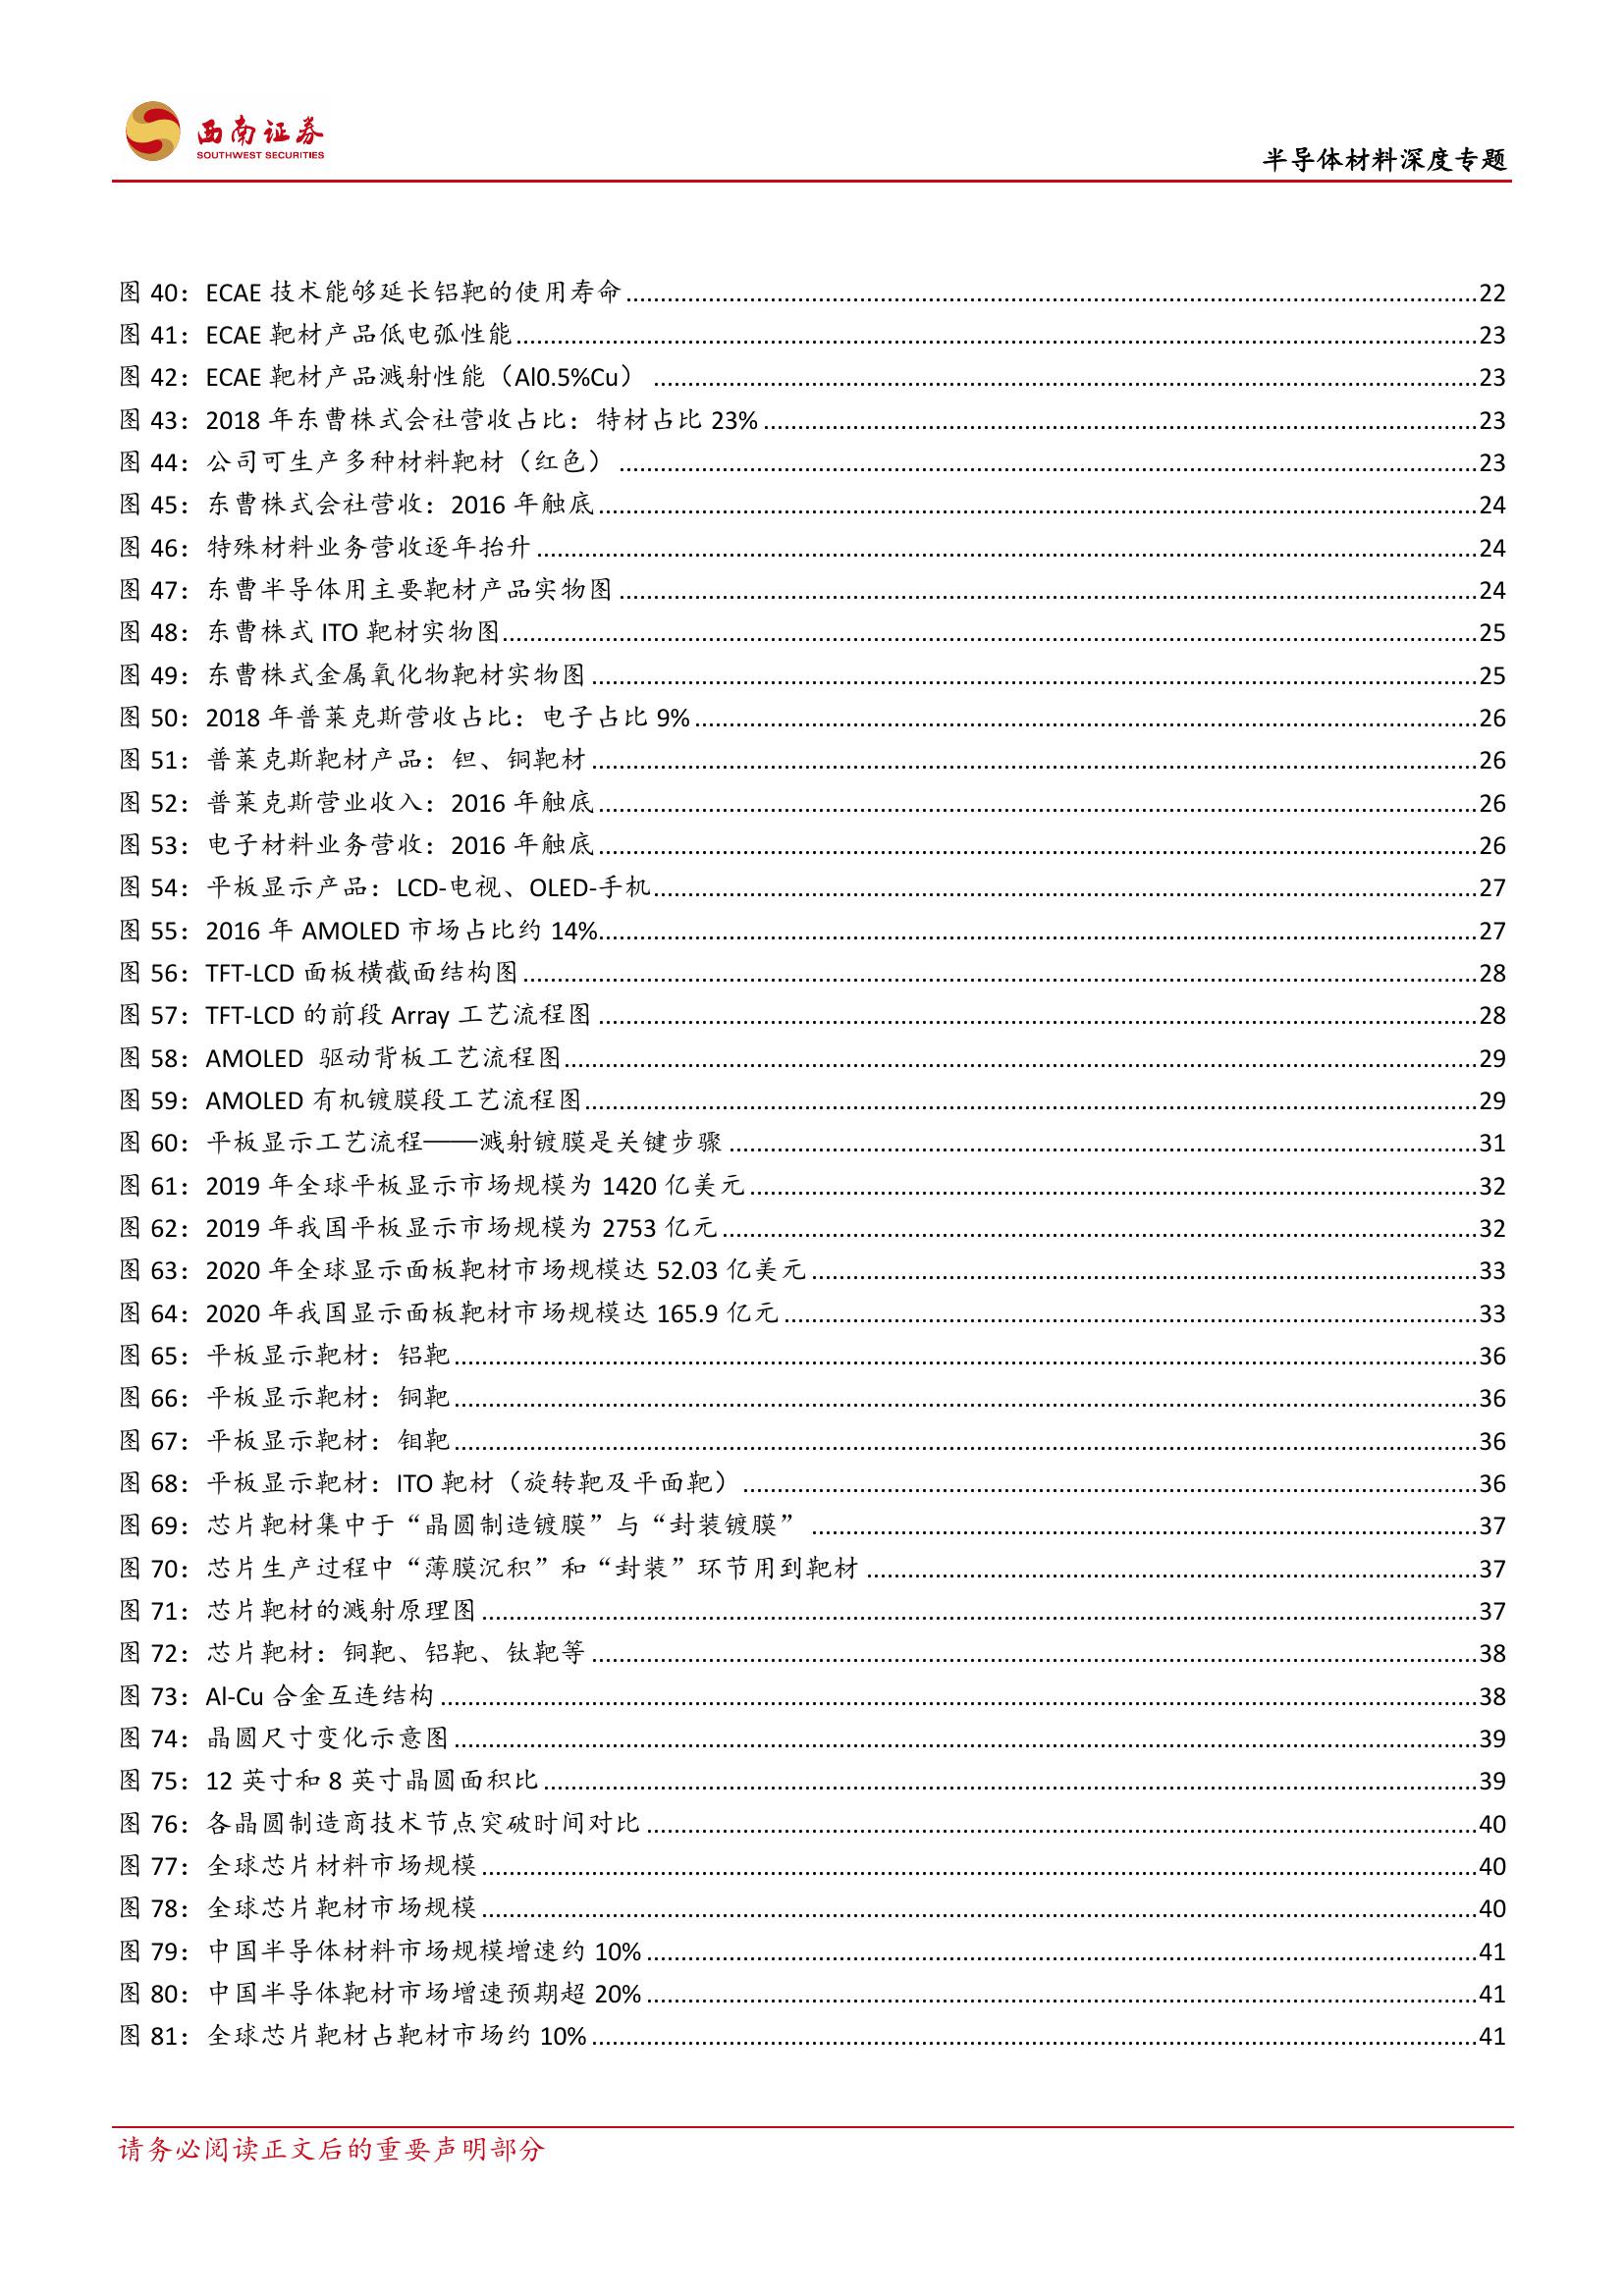 西南证券
SOUTHWEST SECURITIES
半导体材料深度专题
图 40：ECAE 技术能够延长铝靶的使用寿命........................22
图 41：ECAE 靶材产品低电弧性能........................23
图 42：ECAE 靶材产品溅射性能（Al0.5%Cu） ........................23
图 43：2018 年东曹株式会社营收占比：特材占比 23%........................23
图 44：公司可生产多种材料靶材（红色） ........................23
图 45：东曹株式会社营收：2016 年触底........................24
图 46：特殊材料业务营收逐年抬升........................24
图 47：东曹半导体用主要靶材产品实物图........................24
图 48：东曹株式 ITO 靶材实物图........................25
图 49：东曹株式金属氧化物靶材实物图........................25
图 50：2018 年普莱克斯营收占比：电子占比 9%........................26
图 51：普莱克斯靶材产品：钽、铜靶材........................26
图 52：普莱克斯营业收入：2016 年触底........................26
图 53：电子材料业务营收：2016 年触底........................26
图 54：平板显示产品：LCD-电视、OLED-手机........................27
图 55：2016 年 AMOLED 市场占比约 14%........................27
图 56：TFT-LCD 面板横截面结构图........................28
图 57：TFT-LCD 的前段 Array 工艺流程图........................28
图 58：AMOLED 驱动背板工艺流程图........................29
图 59：AMOLED 有机镀膜段工艺流程图........................29
图 60：平板显示工艺流程——溅射镀膜是关键步骤........................31
图 61：2019 年全球平板显示市场规模为 1420 亿美元........................32
图 62：2019 年我国平板显示市场规模为 2753 亿元........................32
图 63：2020 年全球显示面板靶材市场规模达 52.03 亿美元........................33
图 64：2020 年我国显示面板靶材市场规模达 165.9 亿元........................33
图 65：平板显示靶材：铝靶........................36
图 66：平板显示靶材：铜靶........................36
图 67：平板显示靶材：钼靶........................36
图 68：平板显示靶材：ITO 靶材（旋转靶及平面靶） ........................36
图 69：芯片靶材集中于“晶圆制造镀膜”与“封装镀膜” ........................37
图 70：芯片生产过程中“薄膜沉积”和“封装”环节用到靶材........................37
图 71：芯片靶材的溅射原理图........................37
图 72：芯片靶材：铜靶、铝靶、钛靶等........................38
图 73：Al-Cu 合金互连结构........................38
图 74：晶圆尺寸变化示意图........................39
图 75：12 英寸和 8 英寸晶圆面积比........................39
图 76：各晶圆制造商技术节点突破时间对比........................40
图 77：全球芯片材料市场规模........................40
图 78：全球芯片靶材市场规模........................40
图 79：中国半导体材料市场规模增速约 10%........................41
图 80：中国半导体靶材市场增速预期超 20%........................41
图 81：全球芯片靶材占靶材市场约 10%........................41
请务必阅读正文后的重要声明部分